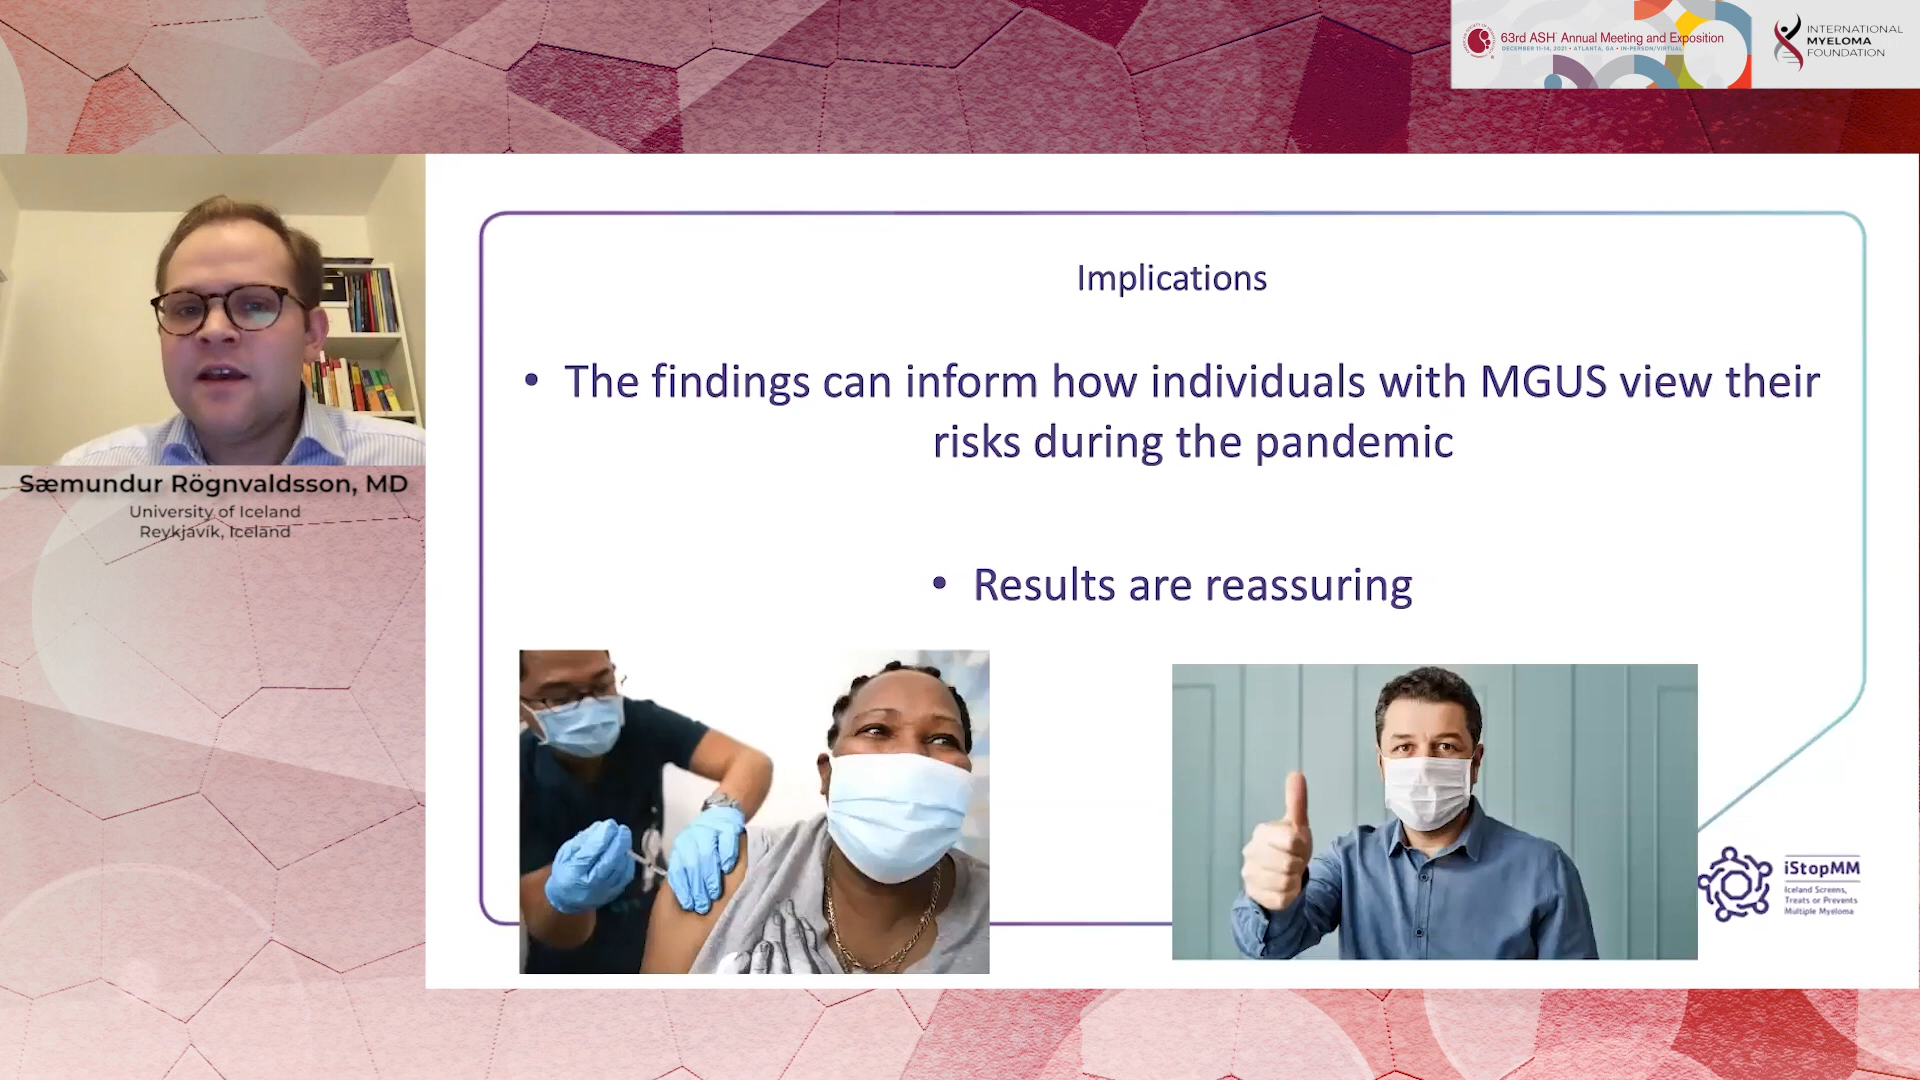 63rd ASH® Annual Meeting and Exposition
DECEMBER 11-14, 2021 • ATLANTA, GA • IN-PERSON/VIRTUAL
INTERNATIONAL
MYELOMA
FOUNDATION
Sæmundur Rögnvaldsson, MD
University of Iceland
Reykjavík, Iceland
Implications
• The findings can inform how individuals with MGUS view their
risks during the pandemic
• Results are reassuring
iStopMM
Iceland Screens,
Treats or Prevents
Multiple Myeloma